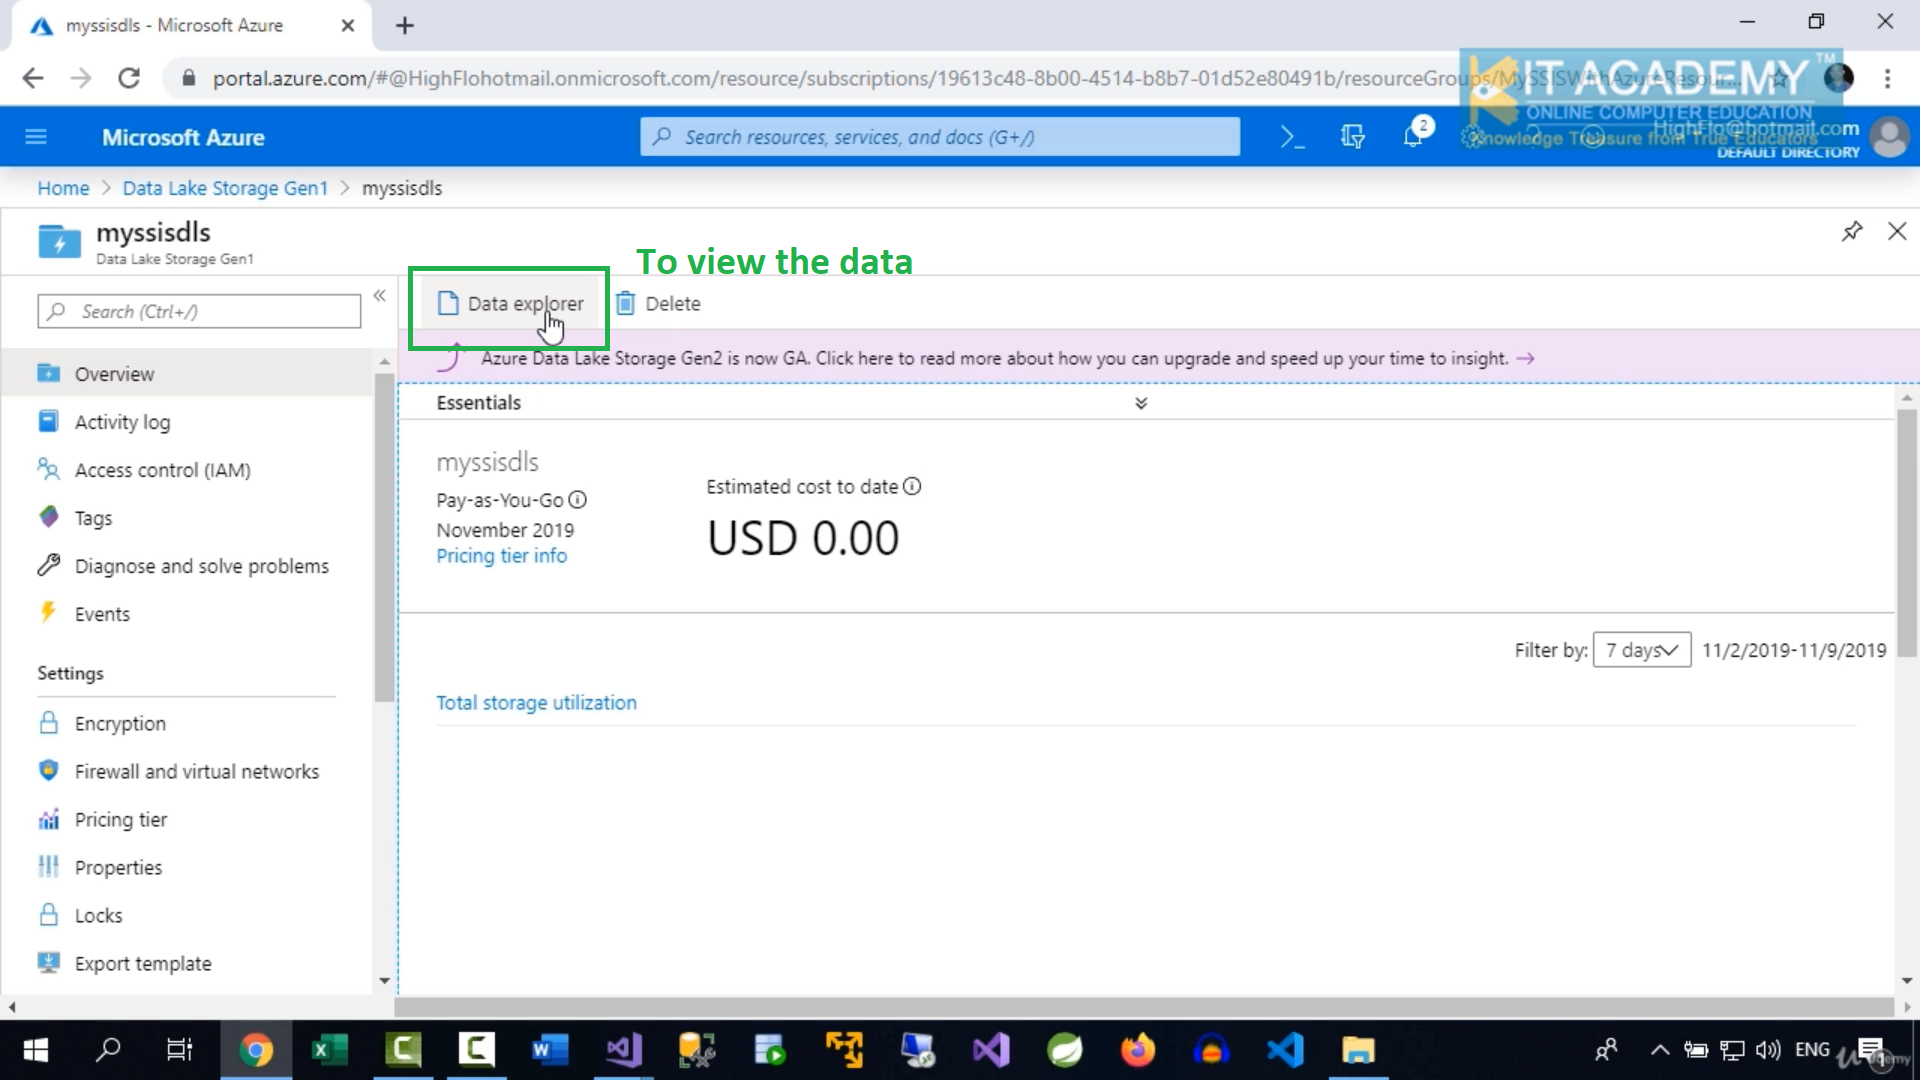 myssisdls - Microsoft Azure
portal.azure.com/#@HighFlohotmail.onmicrosoft.com/resource/subscriptions/19613c48-8b00-4514-b8b7-01d52e80491b/resourceGroups/MySSISWithAzureResour...
IT ACADEMY™
ONLINE COMPUTER EDUCATION
Knowledge Treasure from True Educators
Microsoft Azure
Search resources, services, and docs (G+/)
2
HighFlo@hotmail.com
DEFAULT DIRECTORY
Home > Data Lake Storage Gen1 > myssisdls
myssisdls
Data Lake Storage Gen1
To view the data
Search (Ctrl+/)
Data explorer
Delete
Azure Data Lake Storage Gen2 is now GA. Click here to read more about how you can upgrade and speed up your time to insight. →
Overview
Activity log
Access control (IAM)
Tags
Diagnose and solve problems
Events
Settings
Encryption
Firewall and virtual networks
Pricing tier
Properties
Locks
Export template
Essentials
myssisdls
Pay-as-You-Go
November 2019
Pricing tier info
Estimated cost to date
USD 0.00
Filter by: 7 days 11/2/2019-11/9/2019
Total storage utilization
ENG
1